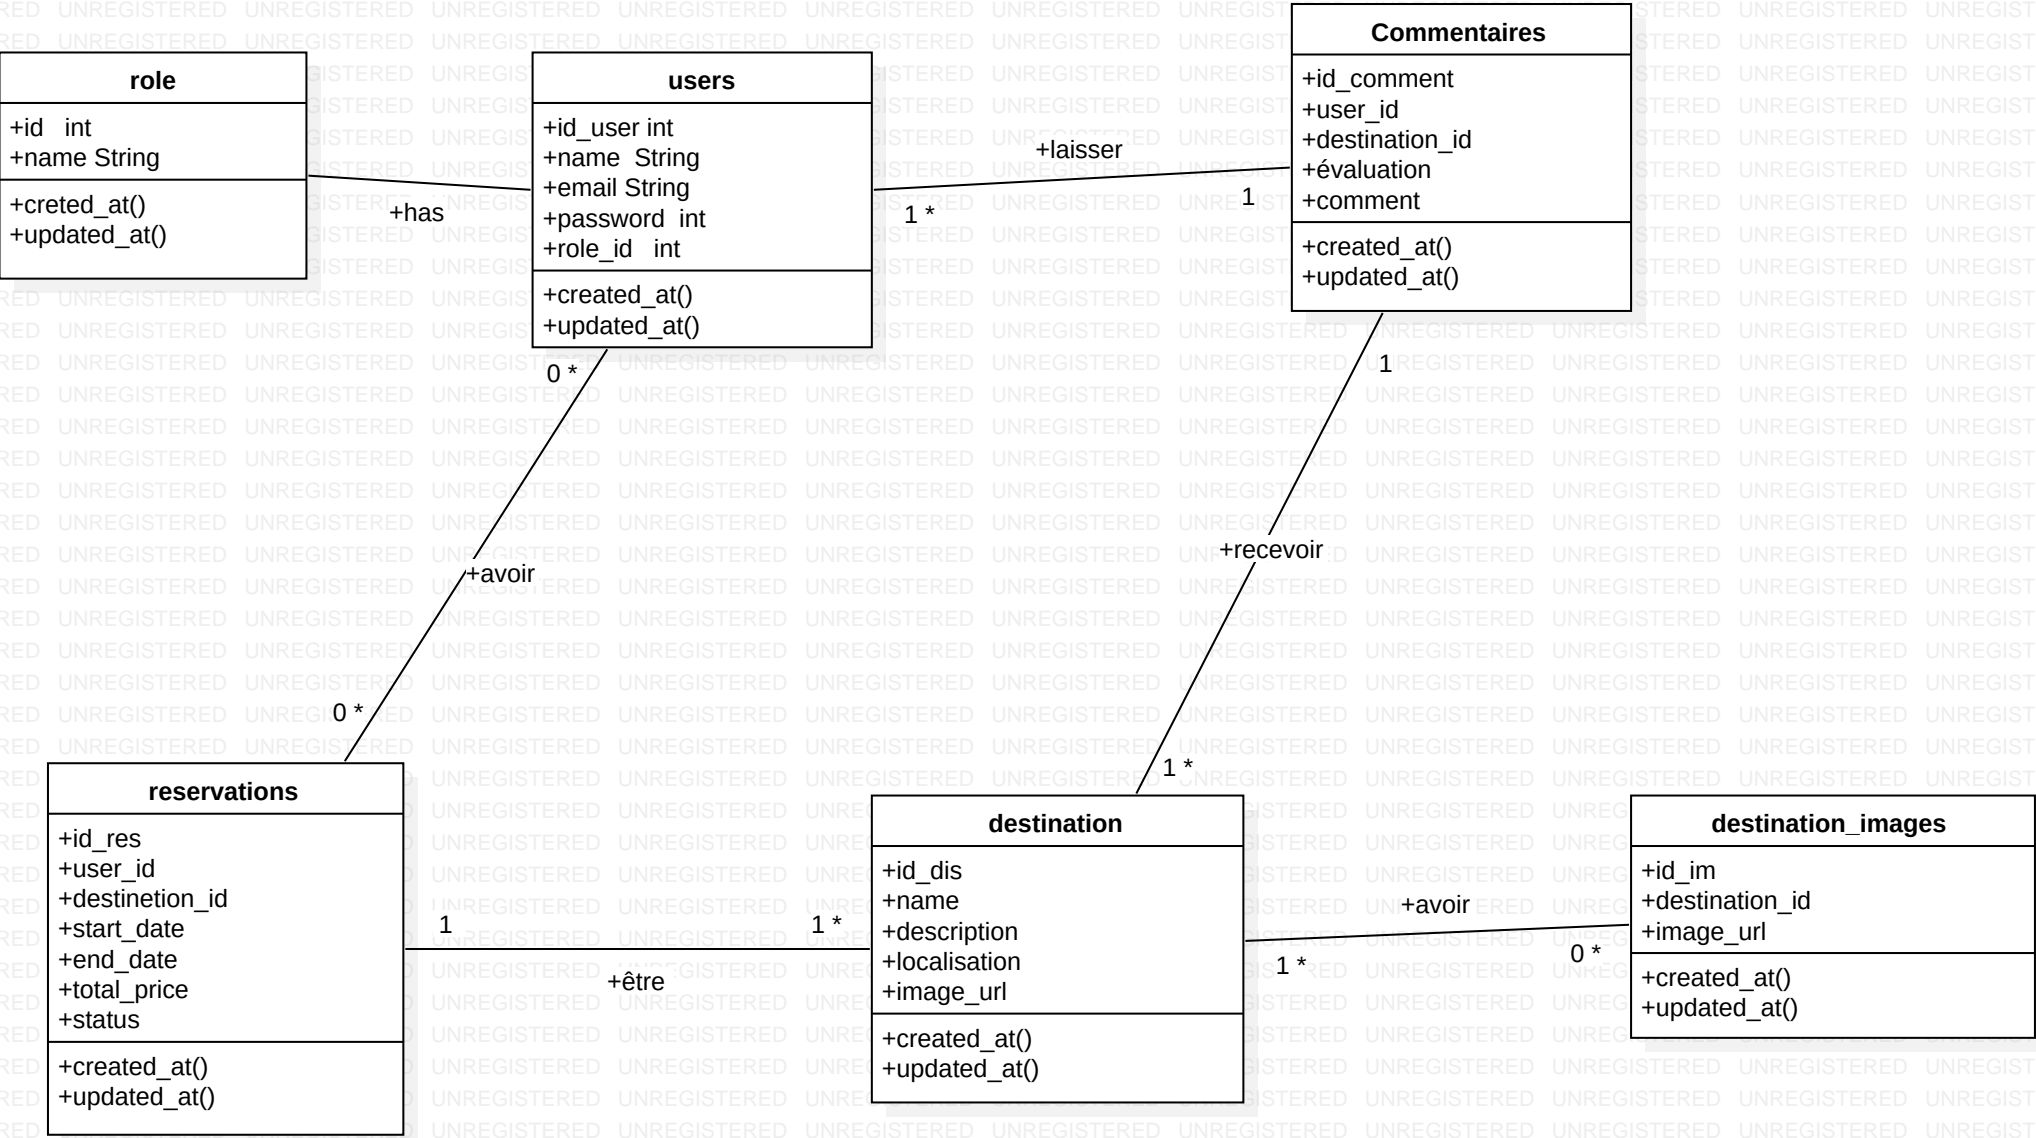 role
+id int
+name String
+creted_at()
+updated_at()
+has
users
+id_user int
+name String
+email String
+password int
+role_id int
+created_at()
+updated_at()
+laisser
1 *
1
Commentaires
+id_comment
+user_id
+destination_id
+évaluation
+comment
+created_at()
+updated_at()
0 *
+avoir
0 *
1
+recevoir
1 *
reservations
+id_res
+user_id
+destinetion_id
+start_date
+end_date
+total_price
+status
+created_at()
+updated_at()
1
1 *
+être
destination
+id_dis
+name
+description
+localisation
+image_url
+created_at()
+updated_at()
+avoir
1 *
0 *
destination_images
+id_im
+destination_id
+image_url
+created_at()
+updated_at()
UNREGISTERED